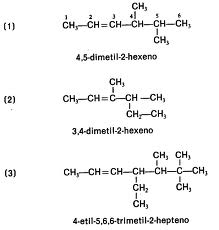 CH₃
1 2 3 4 5 6
(1) CH₃—CH=CH—CH—CH—CH₃
CH₃
4,5-dimetil-2-hexeno
CH₃
(2) CH₃—CH=C—CH—CH₃
CH₂—CH₃
3,4-dimetil-2-hexeno
CH₃ CH₃
(3) CH₃—CH=CH—CH—CH—C—CH₃
CH₂ CH₃
CH₃
4-etil-5,6,6-trimetil-2-hepteno